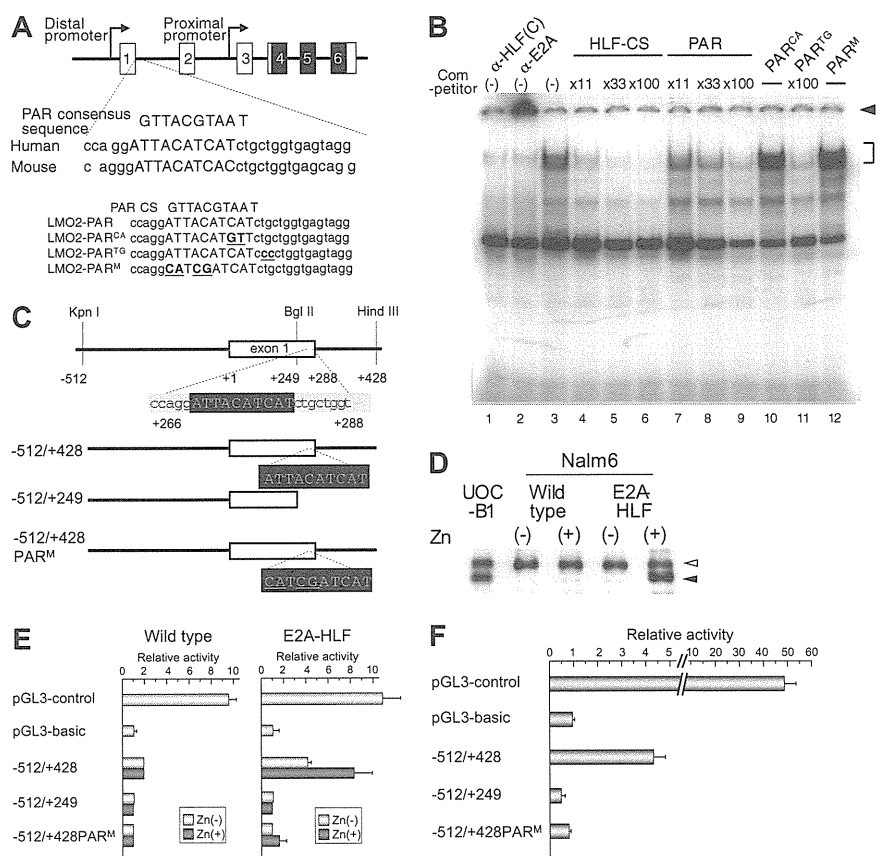 A
Distal promoter
Proximal promoter
1 2 3 4 5 6
PAR consensus sequence GTTACGTAA T
Human cca ggATTACATCATctgctggtgagtagg
Mouse c agggATTACATCACctgctggtgagcag g
PAR CS GTTACGTAA T
LMO2-PAR ccaggATTACATCATctgctggtgagtagg
LMO2-PARCA ccaggATTACATGTTctgctggtgagtagg
LMO2-PARTG ccaggATTACATCATcccctggtgagtagg
LMO2-PARM ccaggCATCGATCATctgctggtgagtagg
B
α-HLF(C)
α-E2A
HLF-CS
PAR
PARCA
PARTG
PARM
Com-petitor (-) (-) (-) x11 x33 x100 x11 x33 x100 — x100 —
1 2 3 4 5 6 7 8 9 10 11 12
C
Kpn I Bgl II Hind III
exon 1
-512 +1 +249 +288 +428
ccaggATTACATCATctgctggt
+266 +288
-512/+428
ATTACATCAT
-512/+249
-512/+428 PARM
CATCGATCAT
D
Nalm6
UOC-B1
Wild type
E2A-HLF
Zn (-) (+) (-) (+)
E
Wild type E2A-HLF
Relative activity Relative activity
0 2 4 6 8 10 0 2 4 6 8 10
pGL3-control
pGL3-basic
-512/+428
-512/+249
-512/+428PARM
Zn(-)
Zn(+)
Zn(-)
Zn(+)
F
Relative activity
0 1 2 3 4 5 10 20 30 40 50 60
pGL3-control
pGL3-basic
-512/+428
-512/+249
-512/+428PARM